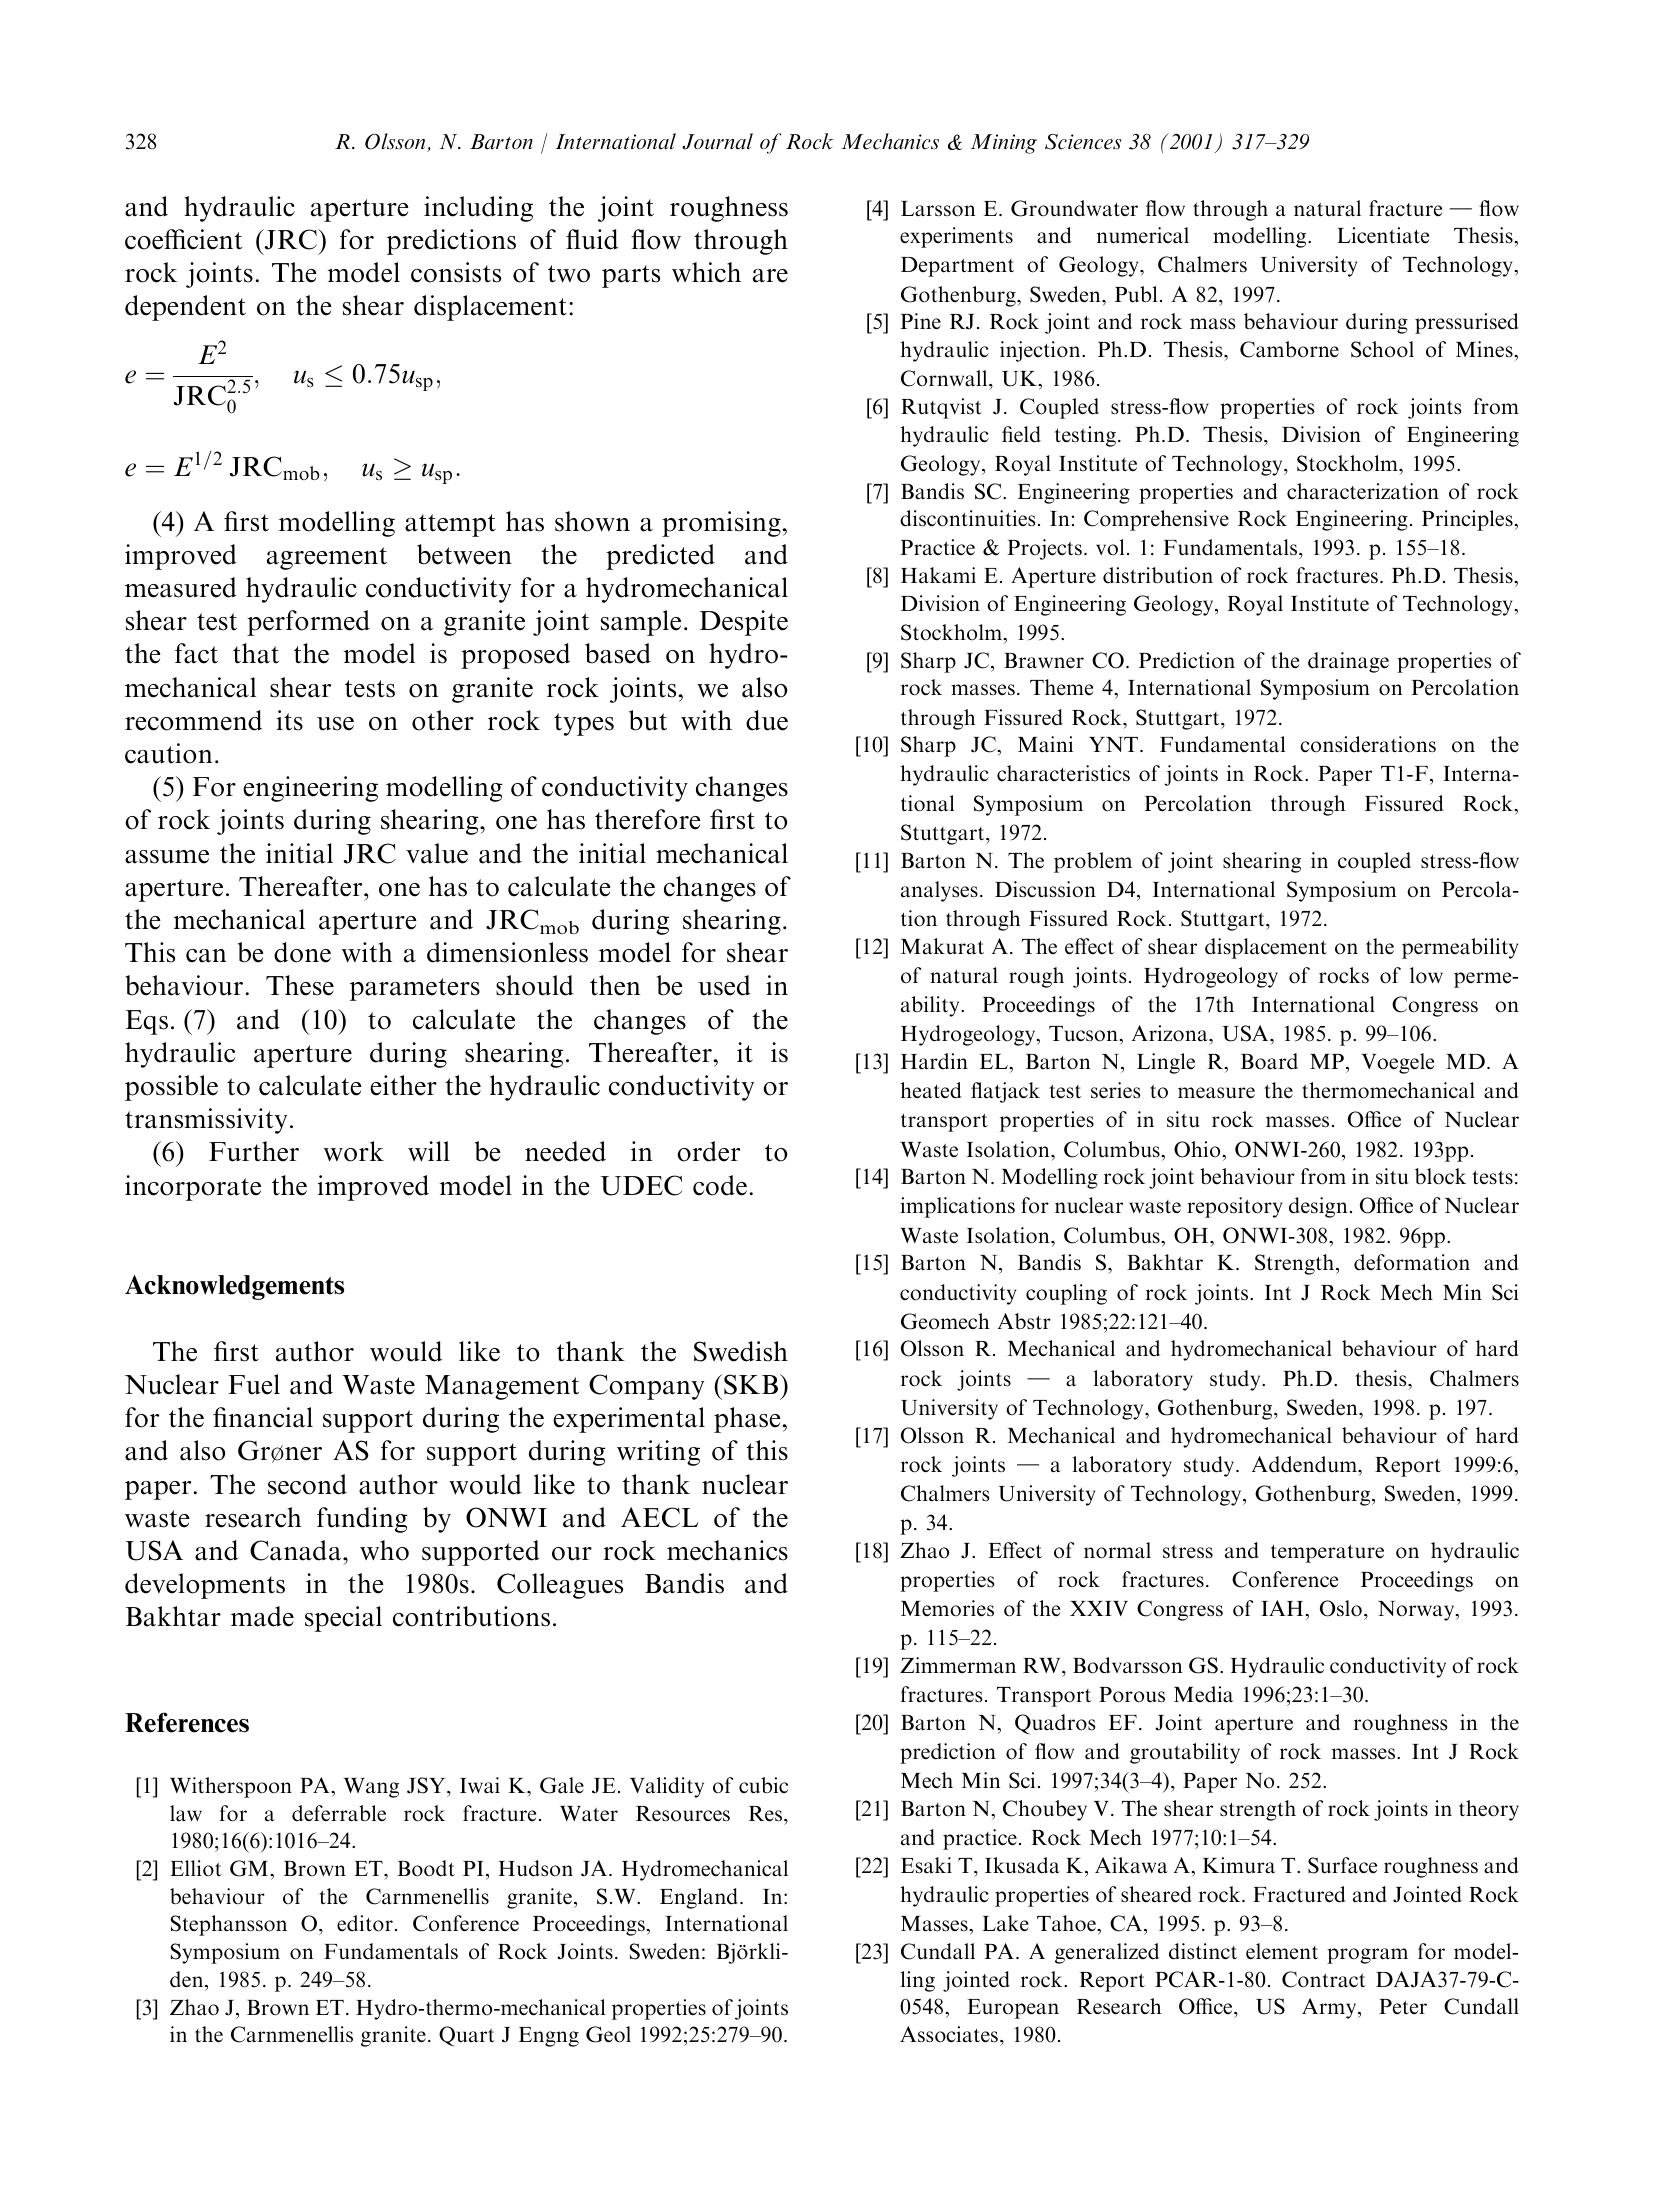 328
R. Olsson, N. Barton / International Journal of Rock Mechanics & Mining Sciences 38 (2001) 317–329
and hydraulic aperture including the joint roughness
coefficient (JRC) for predictions of fluid flow through
rock joints. The model consists of two parts which are
dependent on the shear displacement:
e = E²/JRC₀^2.5, uₛ ≤ 0.75uₛₚ,
e = E^1/2 JRC_mob, uₛ ≥ uₛₚ.
(4) A first modelling attempt has shown a promising,
improved agreement between the predicted and
measured hydraulic conductivity for a hydromechanical
shear test performed on a granite joint sample. Despite
the fact that the model is proposed based on hydro-
mechanical shear tests on granite rock joints, we also
recommend its use on other rock types but with due
caution.
(5) For engineering modelling of conductivity changes
of rock joints during shearing, one has therefore first to
assume the initial JRC value and the initial mechanical
aperture. Thereafter, one has to calculate the changes of
the mechanical aperture and JRC_mob during shearing.
This can be done with a dimensionless model for shear
behaviour. These parameters should then be used in
Eqs. (7) and (10) to calculate the changes of the
hydraulic aperture during shearing. Thereafter, it is
possible to calculate either the hydraulic conductivity or
transmissivity.
(6) Further work will be needed in order to
incorporate the improved model in the UDEC code.
Acknowledgements
The first author would like to thank the Swedish
Nuclear Fuel and Waste Management Company (SKB)
for the financial support during the experimental phase,
and also Grøner AS for support during writing of this
paper. The second author would like to thank nuclear
waste research funding by ONWI and AECL of the
USA and Canada, who supported our rock mechanics
developments in the 1980s. Colleagues Bandis and
Bakhtar made special contributions.
References
[1] Witherspoon PA, Wang JSY, Iwai K, Gale JE. Validity of cubic
law for a deferrable rock fracture. Water Resources Res,
1980;16(6):1016–24.
[2] Elliot GM, Brown ET, Boodt PI, Hudson JA. Hydromechanical
behaviour of the Carnmenellis granite, S.W. England. In:
Stephansson O, editor. Conference Proceedings, International
Symposium on Fundamentals of Rock Joints. Sweden: Björkli-
den, 1985. p. 249–58.
[3] Zhao J, Brown ET. Hydro-thermo-mechanical properties of joints
in the Carnmenellis granite. Quart J Engng Geol 1992;25:279–90.
[4] Larsson E. Groundwater flow through a natural fracture — flow
experiments and numerical modelling. Licentiate Thesis,
Department of Geology, Chalmers University of Technology,
Gothenburg, Sweden, Publ. A 82, 1997.
[5] Pine RJ. Rock joint and rock mass behaviour during pressurised
hydraulic injection. Ph.D. Thesis, Camborne School of Mines,
Cornwall, UK, 1986.
[6] Rutqvist J. Coupled stress-flow properties of rock joints from
hydraulic field testing. Ph.D. Thesis, Division of Engineering
Geology, Royal Institute of Technology, Stockholm, 1995.
[7] Bandis SC. Engineering properties and characterization of rock
discontinuities. In: Comprehensive Rock Engineering. Principles,
Practice & Projects. vol. 1: Fundamentals, 1993. p. 155–18.
[8] Hakami E. Aperture distribution of rock fractures. Ph.D. Thesis,
Division of Engineering Geology, Royal Institute of Technology,
Stockholm, 1995.
[9] Sharp JC, Brawner CO. Prediction of the drainage properties of
rock masses. Theme 4, International Symposium on Percolation
through Fissured Rock, Stuttgart, 1972.
[10] Sharp JC, Maini YNT. Fundamental considerations on the
hydraulic characteristics of joints in Rock. Paper T1-F, Interna-
tional Symposium on Percolation through Fissured Rock,
Stuttgart, 1972.
[11] Barton N. The problem of joint shearing in coupled stress-flow
analyses. Discussion D4, International Symposium on Percola-
tion through Fissured Rock. Stuttgart, 1972.
[12] Makurat A. The effect of shear displacement on the permeability
of natural rough joints. Hydrogeology of rocks of low perme-
ability. Proceedings of the 17th International Congress on
Hydrogeology, Tucson, Arizona, USA, 1985. p. 99–106.
[13] Hardin EL, Barton N, Lingle R, Board MP, Voegele MD. A
heated flatjack test series to measure the thermomechanical and
transport properties of in situ rock masses. Office of Nuclear
Waste Isolation, Columbus, Ohio, ONWI-260, 1982. 193pp.
[14] Barton N. Modelling rock joint behaviour from in situ block tests:
implications for nuclear waste repository design. Office of Nuclear
Waste Isolation, Columbus, OH, ONWI-308, 1982. 96pp.
[15] Barton N, Bandis S, Bakhtar K. Strength, deformation and
conductivity coupling of rock joints. Int J Rock Mech Min Sci
Geomech Abstr 1985;22:121–40.
[16] Olsson R. Mechanical and hydromechanical behaviour of hard
rock joints — a laboratory study. Ph.D. thesis, Chalmers
University of Technology, Gothenburg, Sweden, 1998. p. 197.
[17] Olsson R. Mechanical and hydromechanical behaviour of hard
rock joints — a laboratory study. Addendum, Report 1999:6,
Chalmers University of Technology, Gothenburg, Sweden, 1999.
p. 34.
[18] Zhao J. Effect of normal stress and temperature on hydraulic
properties of rock fractures. Conference Proceedings on
Memories of the XXIV Congress of IAH, Oslo, Norway, 1993.
p. 115–22.
[19] Zimmerman RW, Bodvarsson GS. Hydraulic conductivity of rock
fractures. Transport Porous Media 1996;23:1–30.
[20] Barton N, Quadros EF. Joint aperture and roughness in the
prediction of flow and groutability of rock masses. Int J Rock
Mech Min Sci. 1997;34(3–4), Paper No. 252.
[21] Barton N, Choubey V. The shear strength of rock joints in theory
and practice. Rock Mech 1977;10:1–54.
[22] Esaki T, Ikusada K, Aikawa A, Kimura T. Surface roughness and
hydraulic properties of sheared rock. Fractured and Jointed Rock
Masses, Lake Tahoe, CA, 1995. p. 93–8.
[23] Cundall PA. A generalized distinct element program for model-
ling jointed rock. Report PCAR-1-80. Contract DAJA37-79-C-
0548, European Research Office, US Army, Peter Cundall
Associates, 1980.